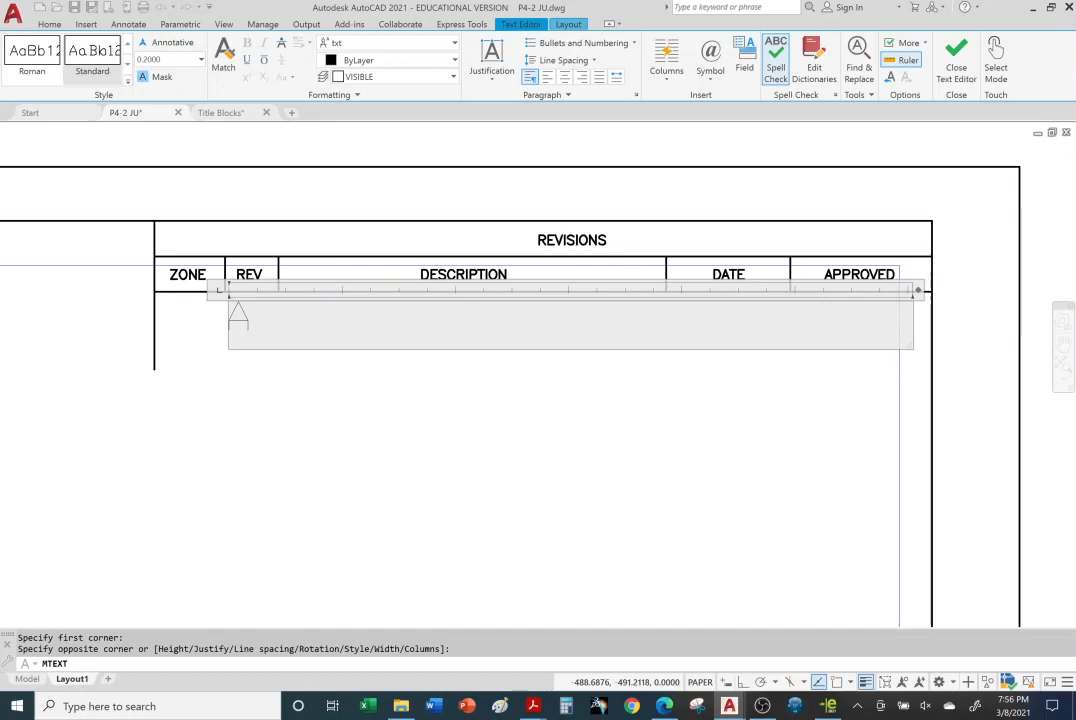 Autodesk AutoCAD 2021 - EDUCATIONAL VERSION P4-2 JU.dwg
Type a keyword or phrase
Sign In
Home Insert Draw Annotate Parametric View Manage Output Add-ins Collaborate Express Tools Text Editor Layout
AaBb12 AaBb12
Roman Standard
Annotative
0.2000
Mask
Style
Match
txt
ByLayer
VISIBLE
Formatting
Justification
Bullets and Numbering
Line Spacing
Paragraph
Columns
Symbol
Field
Insert
ABC
Spell Check
Edit Dictionaries
Spell Check
Find & Replace
Tools
More
Ruler
Options
Close Text Editor
Close
Select Mode
Touch
Start P4-2 JU* Title Blocks*
REVISIONS
ZONE REV DESCRIPTION DATE APPROVED
A
Specify first corner:
Specify opposite corner or [Height/Justify/Line spacing/Rotation/Style/Width/Columns]:
MTEXT
Model Layout1
-488.6876, -491.2118, 0.0000 PAPER
Type here to search
7:56 PM
3/8/2021